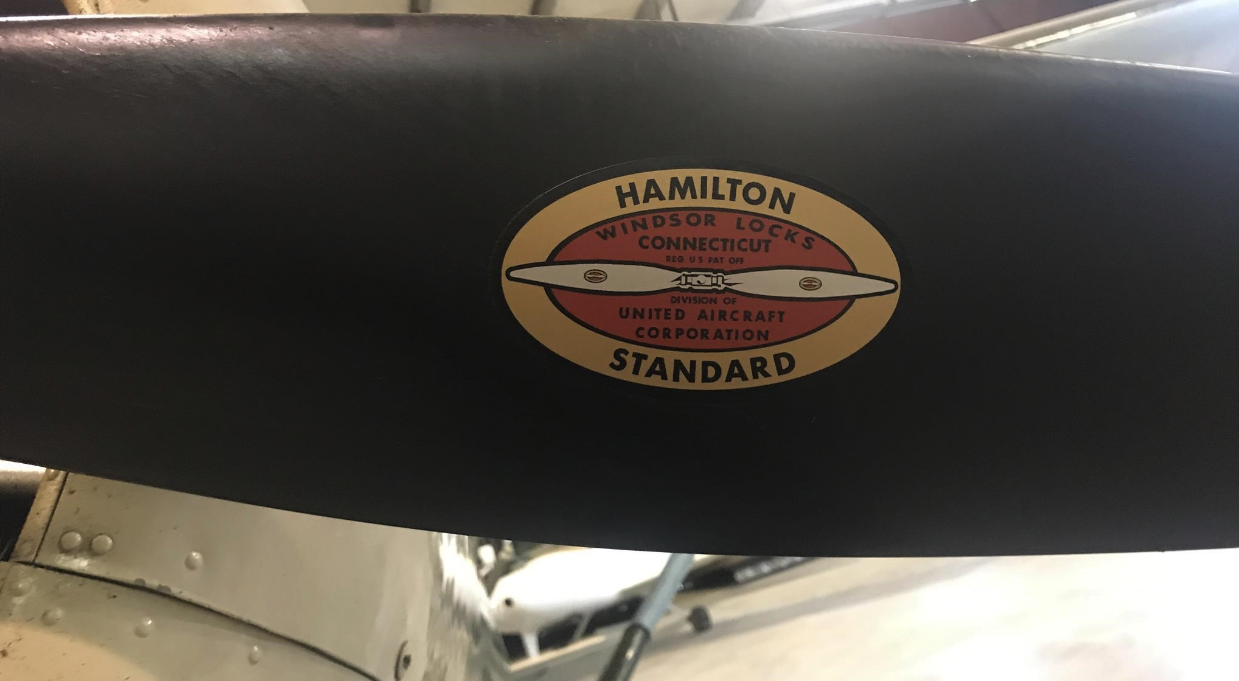 HAMILTON
WINDSOR LOCKS
CONNECTICUT
REG U S PAT OFF
DIVISION OF
UNITED AIRCRAFT
CORPORATION
STANDARD